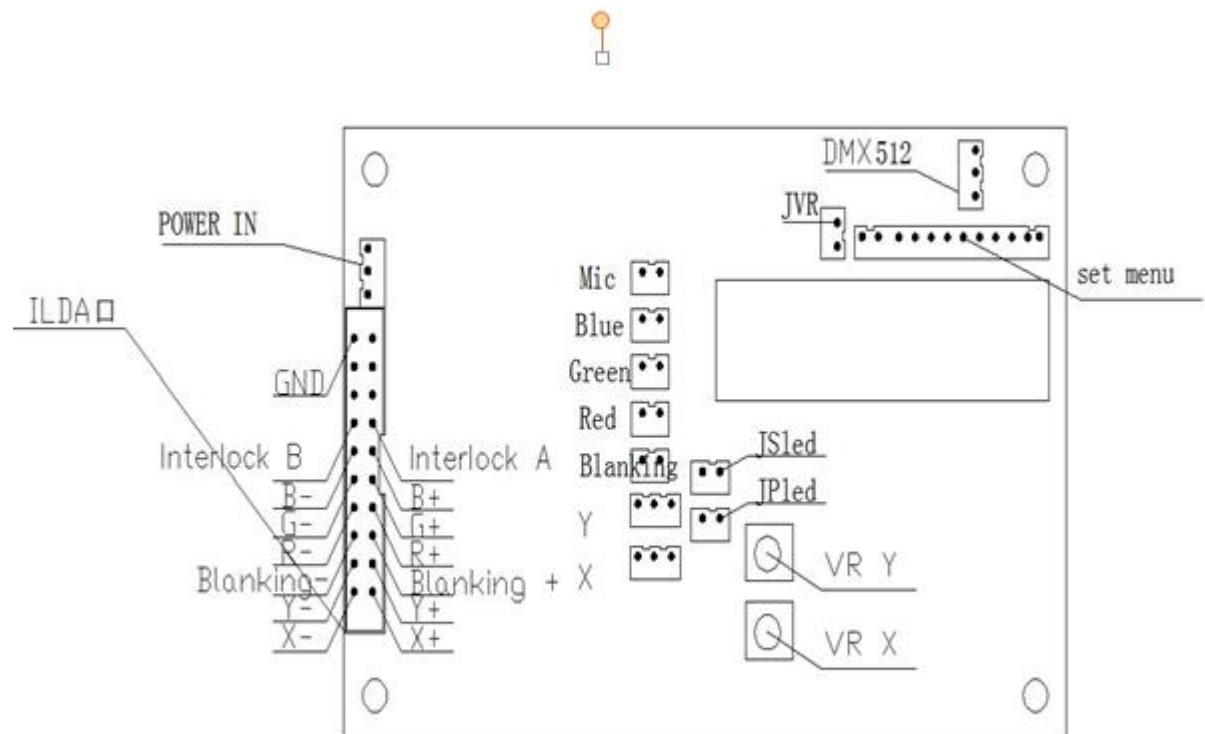 DMX512
JVR
POWER IN
Mic
set menu
ILDA口
Blue
Green
GND
Red
JSled
Interlock B
Interlock A
Blanking
B-
B+
JPled
G-
G+
Y
R-
R+
VR Y
Blanking-
Blanking +
X
Y-
Y+
X-
X+
VR X